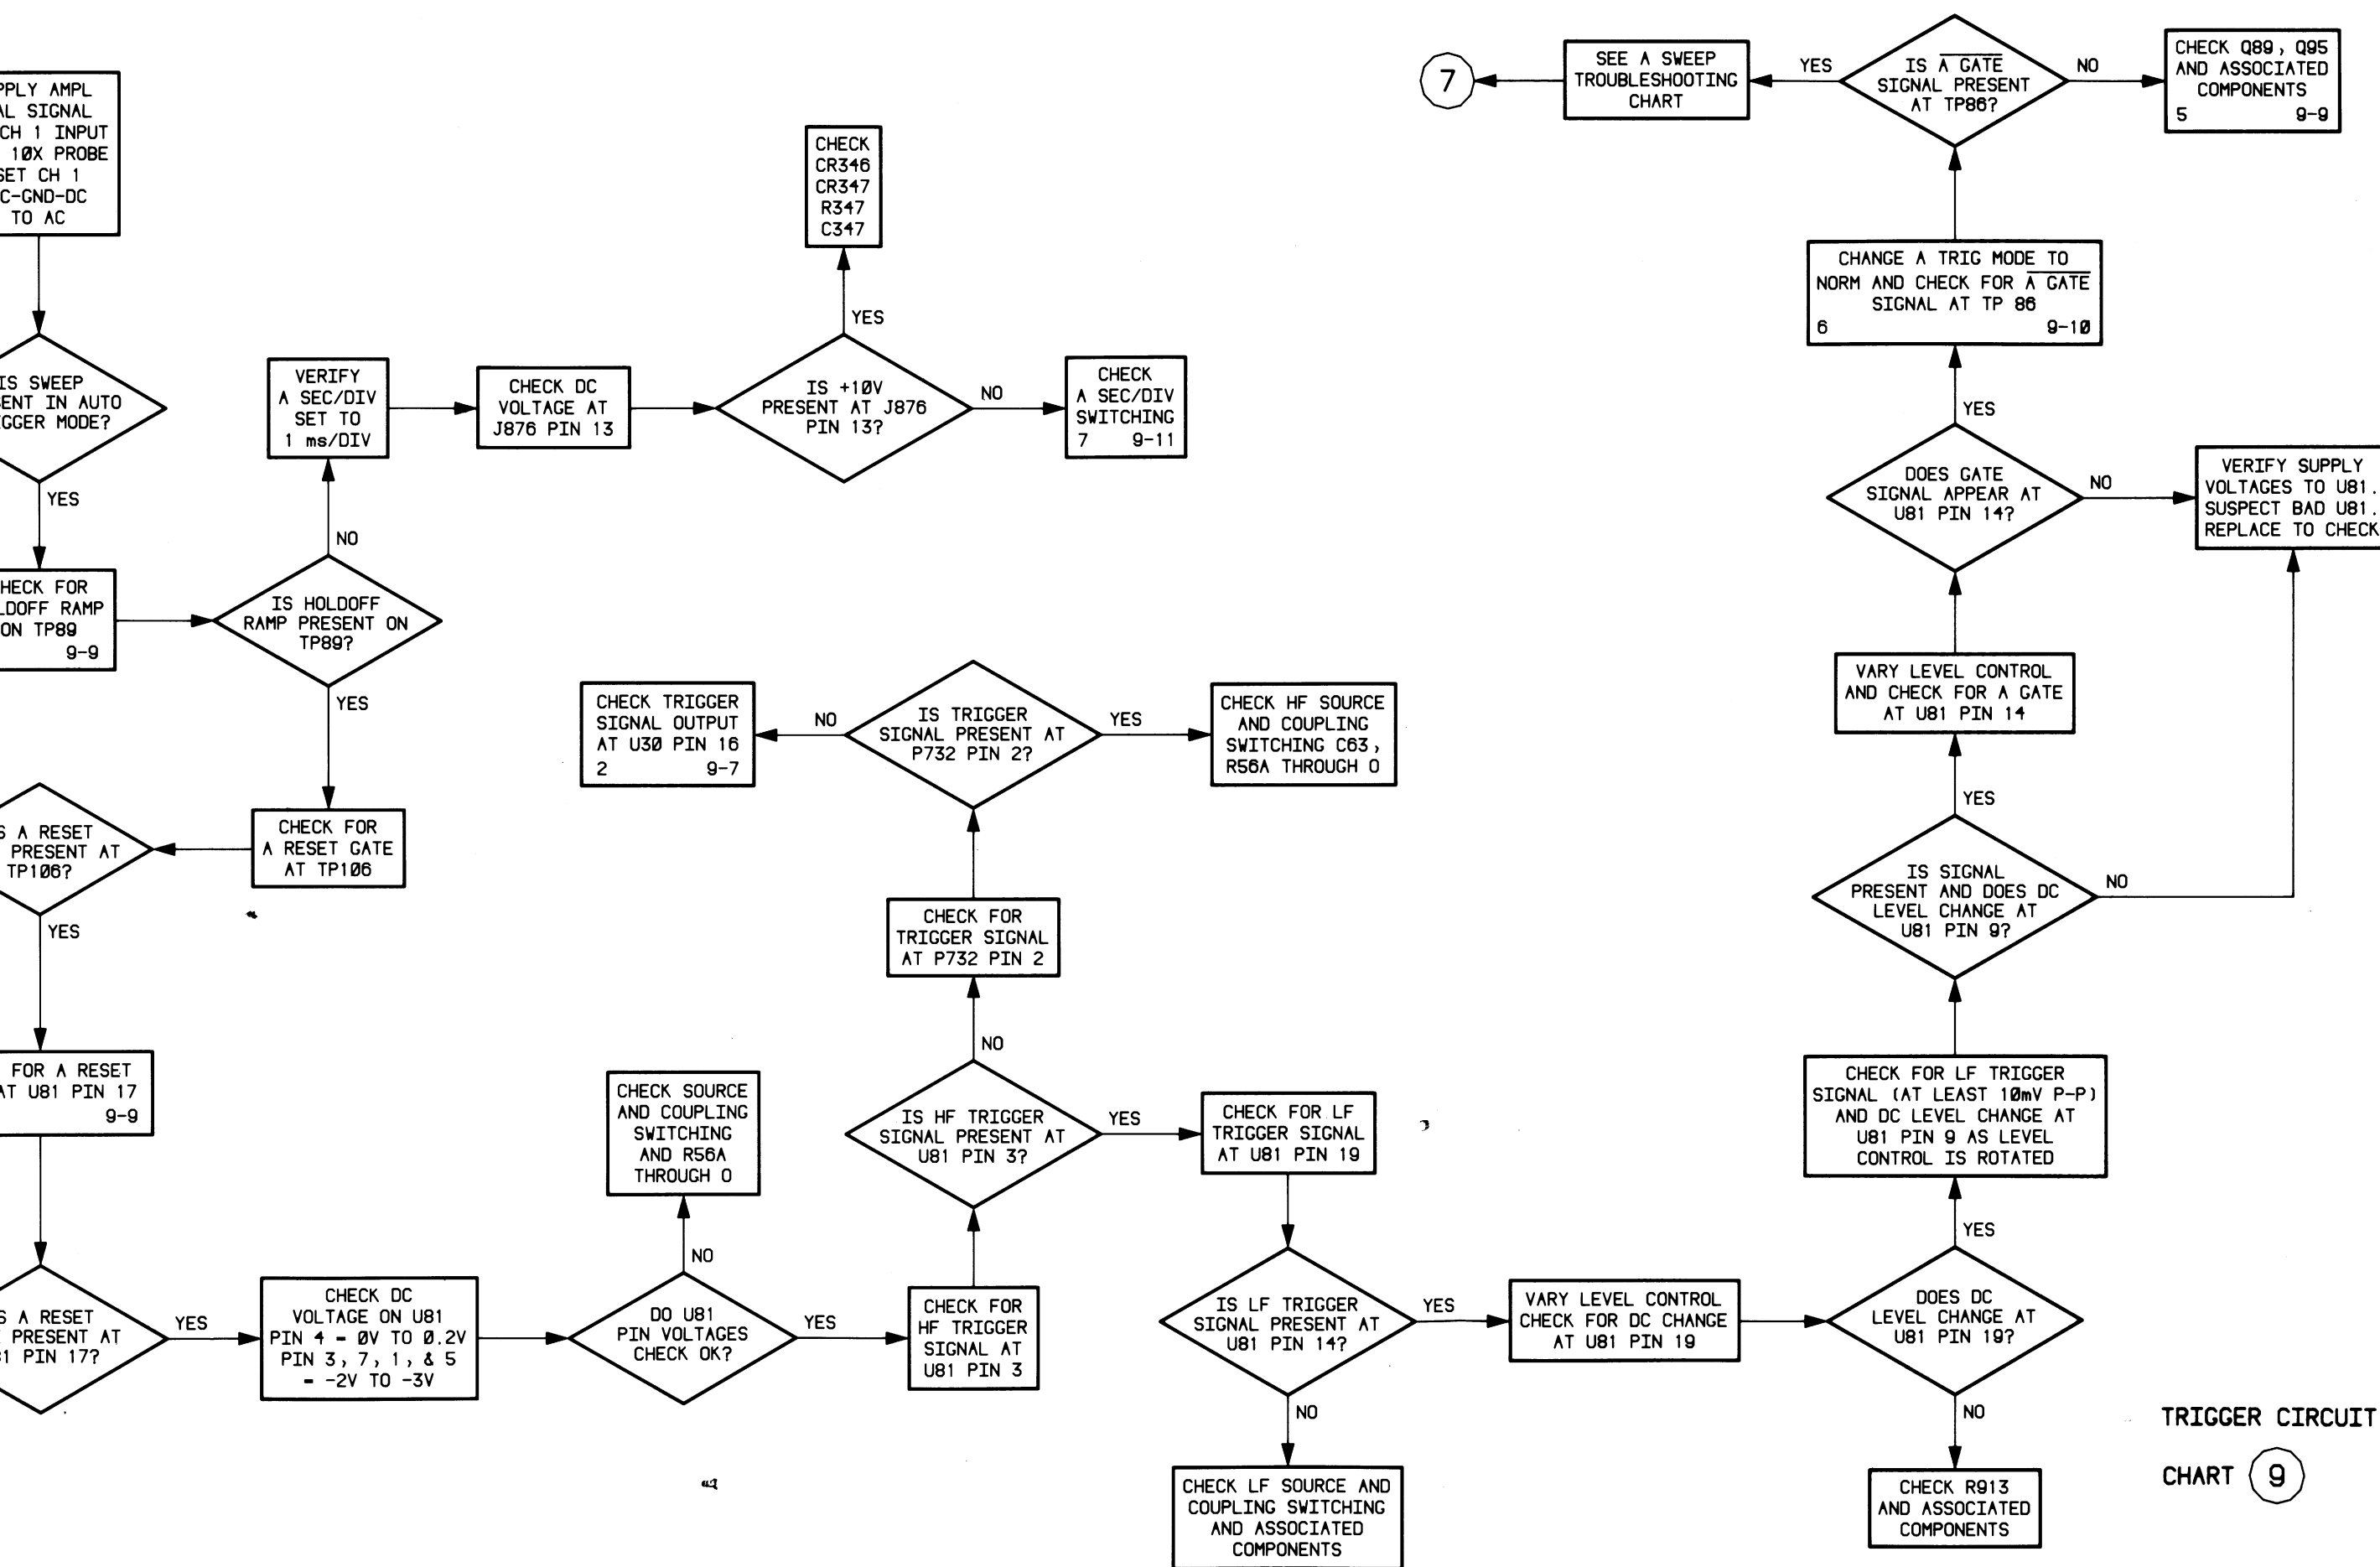 PPLY AMPL
AL SIGNAL
CH 1 INPUT
10X PROBE
SET CH 1
C-GND-DC
TO AC
IS SWEEP
SENT IN AUTO
IGGER MODE?
YES
HECK FOR
LDOFF RAMP
ON TP89
9-9
IS HOLDOFF
RAMP PRESENT ON
TP89?
NO
VERIFY
A SEC/DIV
SET TO
1 ms/DIV
CHECK DC
VOLTAGE AT
J876 PIN 13
IS +10V
PRESENT AT J876
PIN 13?
YES
CHECK
CR346
CR347
R347
C347
NO
CHECK
A SEC/DIV
SWITCHING
7 9-11
YES
CHECK FOR
A RESET GATE
AT TP106
S A RESET
PRESENT AT
TP106?
YES
FOR A RESET
AT U81 PIN 17
9-9
S A RESET
PRESENT AT
81 PIN 17?
YES
CHECK DC
VOLTAGE ON U81
PIN 4 = 0V TO 0.2V
PIN 3, 7, 1, & 5
= -2V TO -3V
DO U81
PIN VOLTAGES
CHECK OK?
NO
CHECK SOURCE
AND COUPLING
SWITCHING
AND R56A
THROUGH O
YES
CHECK FOR
HF TRIGGER
SIGNAL AT
U81 PIN 3
IS HF TRIGGER
SIGNAL PRESENT AT
U81 PIN 3?
NO
CHECK FOR
TRIGGER SIGNAL
AT P732 PIN 2
IS TRIGGER
SIGNAL PRESENT AT
P732 PIN 2?
NO
CHECK TRIGGER
SIGNAL OUTPUT
AT U30 PIN 16
2 9-7
YES
CHECK HF SOURCE
AND COUPLING
SWITCHING C63,
R56A THROUGH O
YES
CHECK FOR LF
TRIGGER SIGNAL
AT U81 PIN 19
IS LF TRIGGER
SIGNAL PRESENT AT
U81 PIN 14?
NO
CHECK LF SOURCE AND
COUPLING SWITCHING
AND ASSOCIATED
COMPONENTS
YES
VARY LEVEL CONTROL
CHECK FOR DC CHANGE
AT U81 PIN 19
DOES DC
LEVEL CHANGE AT
U81 PIN 19?
NO
CHECK R913
AND ASSOCIATED
COMPONENTS
YES
CHECK FOR LF TRIGGER
SIGNAL (AT LEAST 10mV P-P)
AND DC LEVEL CHANGE AT
U81 PIN 9 AS LEVEL
CONTROL IS ROTATED
IS SIGNAL
PRESENT AND DOES DC
LEVEL CHANGE AT
U81 PIN 9?
NO
VERIFY SUPPLY
VOLTAGES TO U81.
SUSPECT BAD U81.
REPLACE TO CHECK
YES
VARY LEVEL CONTROL
AND CHECK FOR A GATE
AT U81 PIN 14
DOES GATE
SIGNAL APPEAR AT
U81 PIN 14?
NO
YES
CHANGE A TRIG MODE TO
NORM AND CHECK FOR A GATE
SIGNAL AT TP 86
6 9-10
IS A GATE
SIGNAL PRESENT
AT TP86?
NO
CHECK Q89, Q95
AND ASSOCIATED
COMPONENTS
5 9-9
YES
SEE A SWEEP
TROUBLESHOOTING
CHART
7
TRIGGER CIRCUIT
CHART 9